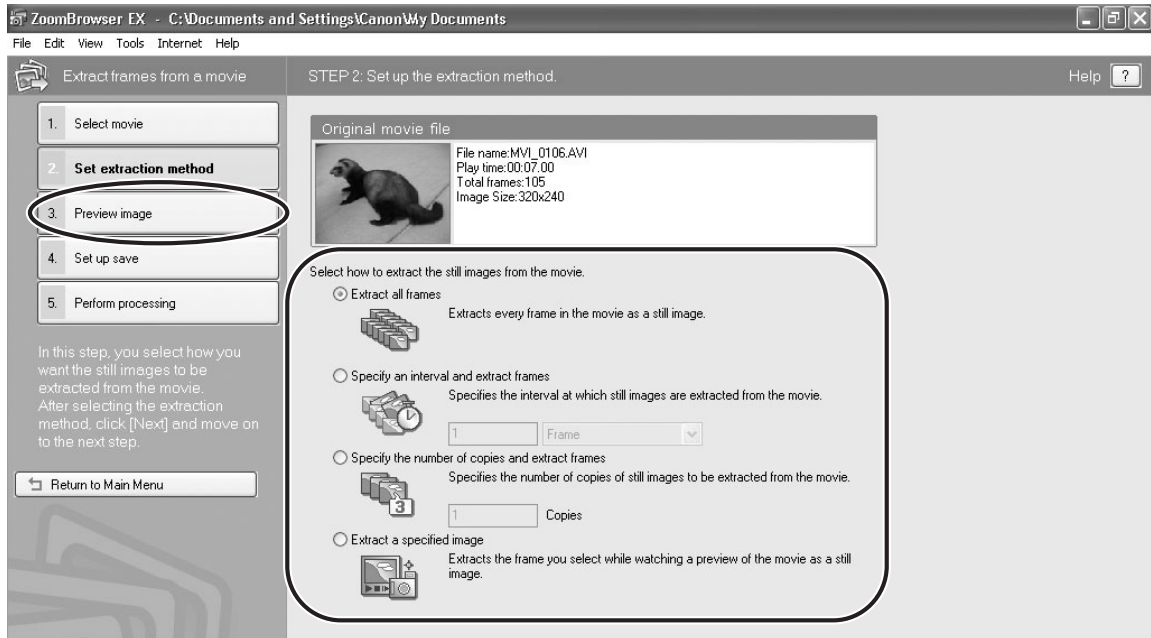 ZoomBrowser EX - C:\Documents and Settings\Canon\My Documents
File Edit View Tools Internet Help
Extract frames from a movie
STEP 2: Set up the extraction method.
Help ?
1. Select movie
2. Set extraction method
3. Preview image
4. Set up save
5. Perform processing
In this step, you select how you
want the still images to be
extracted from the movie.
After selecting the extraction
method, click [Next] and move on
to the next step.
Return to Main Menu
Original movie file
File name:MVI_0106.AVI
Play time:00:07.00
Total frames:105
Image Size:320x240
Select how to extract the still images from the movie.
Extract all frames
Extracts every frame in the movie as a still image.
Specify an interval and extract frames
Specifies the interval at which still images are extracted from the movie.
1 Frame
Specify the number of copies and extract frames
Specifies the number of copies of still images to be extracted from the movie.
3
1 Copies
Extract a specified image
Extracts the frame you select while watching a preview of the movie as a still
image.